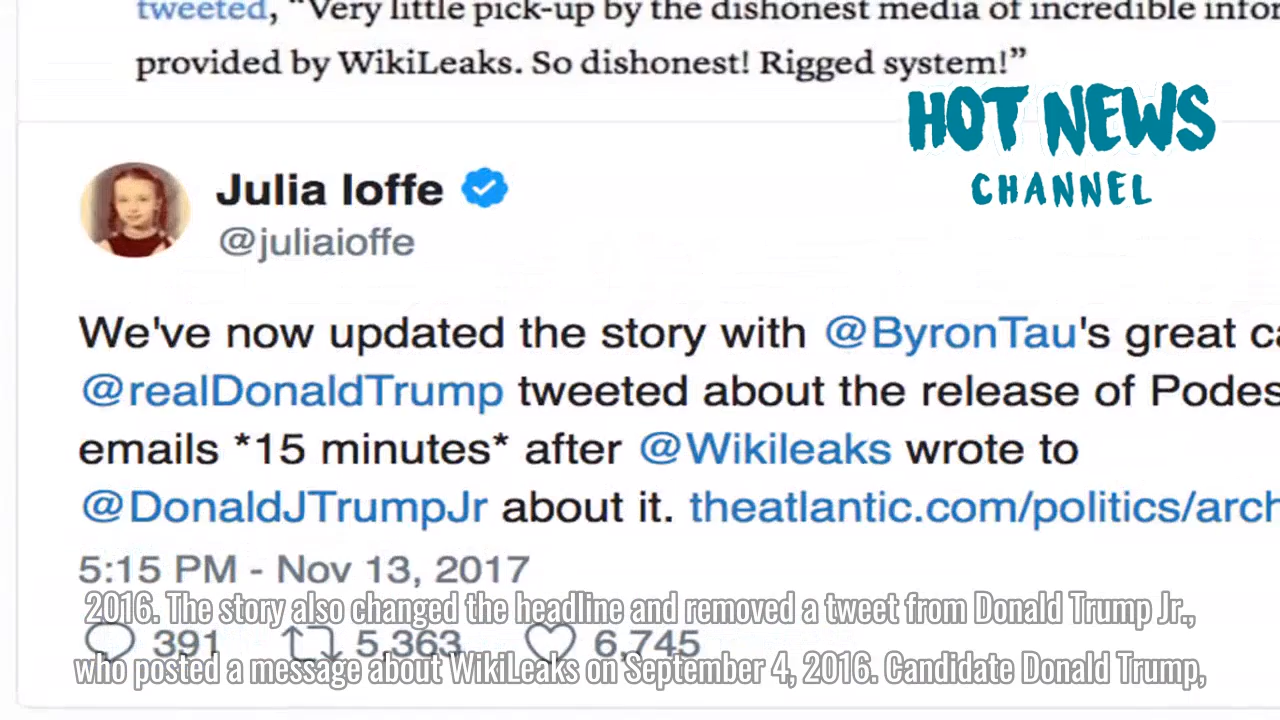 tweeted, “Very little pick-up by the dishonest media of incredible
provided by WikiLeaks. So dishonest! Rigged system!”
HOT NEWS
CHANNEL
Julia Ioffe
@juliaioffe
We've now updated the story with @ByronTau's great
@realDonaldTrump tweeted about the release of
emails *15 minutes* after @Wikileaks wrote to
@DonaldJTrumpJr about it. theatlantic.com/politics/arch
5:15 PM - Nov 13, 2017
2016. The story also changed the headline and removed a tweet from Donald Trump Jr.,
391 5,363 6,745
who posted a message about WikiLeaks on September 4, 2016. Candidate Donald Trump,